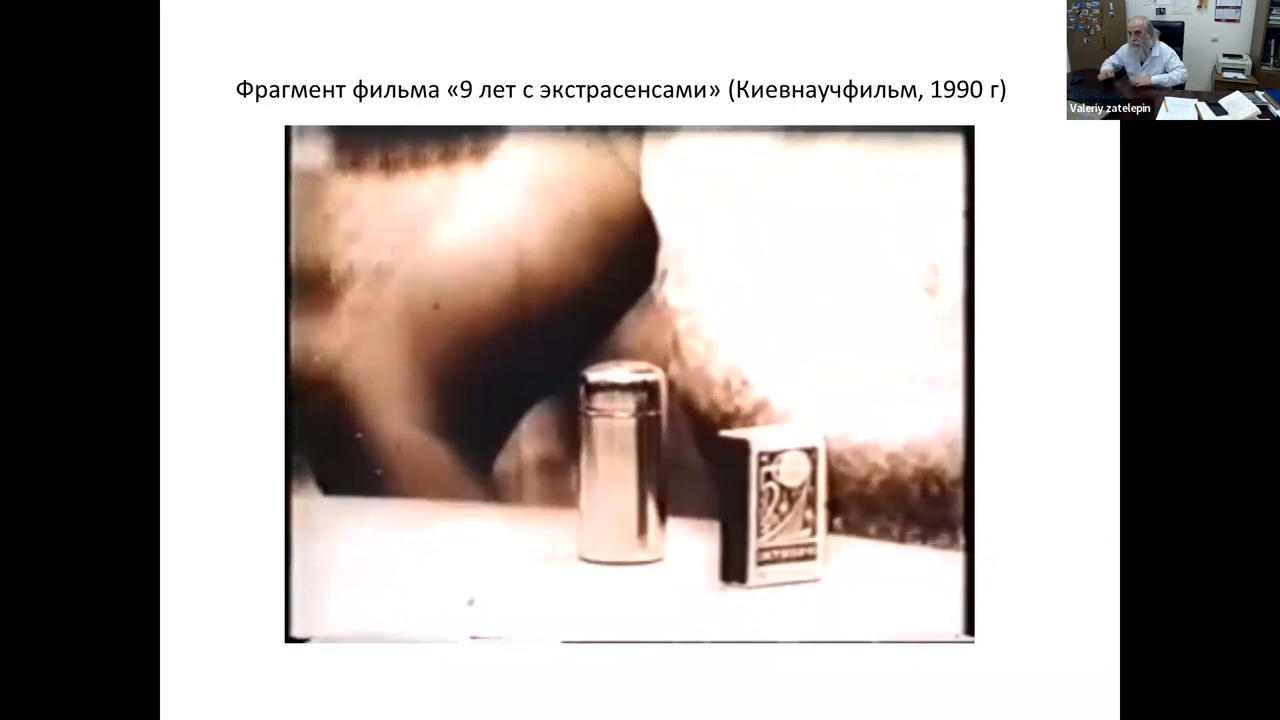 Фрагмент фильма «9 лет с экстрасенсами» (Киевнаучфильм, 1990 г)
Valeriy zatelepin